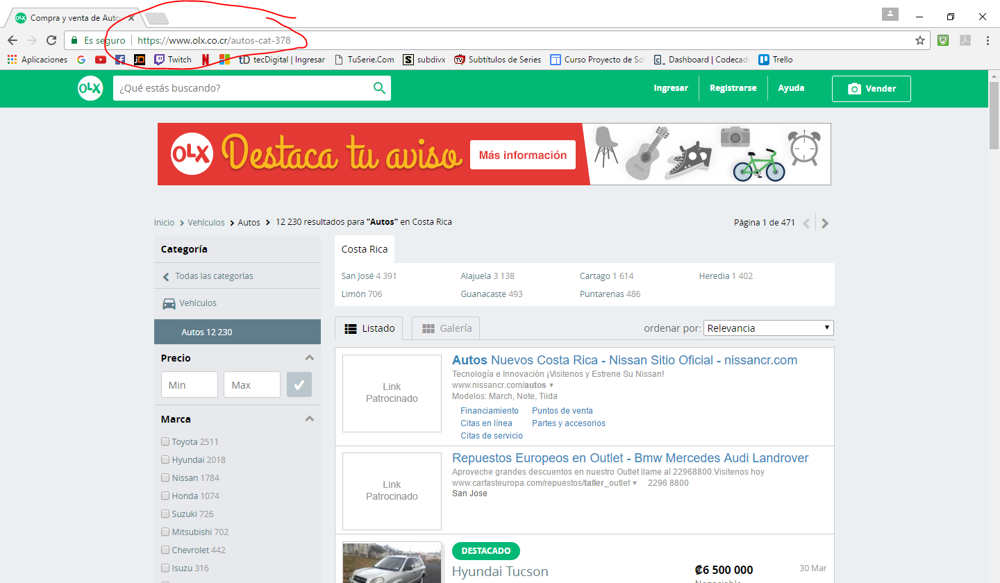 OLX Compra y venta de Auto
Es seguro https://www.olx.co.cr/autos-cat-378
Aplicaciones Twitch tD tecDigital | Ingresar TuSerie.Com subdivx Subtítulos de Series Curso Proyecto de Sof Dashboard | Codecad Trello
OLX ¿Qué estás buscando? Ingresar Registrarse Ayuda Vender
OLX Destaca tu aviso Más información
Inicio > Vehículos > Autos > 12 230 resultados para "Autos" en Costa Rica Página 1 de 471
Categoría
Todas las categorías
Vehículos
Autos 12 230
Precio
Min Max
Marca
Toyota 2511
Hyundai 2018
Nissan 1784
Honda 1074
Suzuki 726
Mitsubishi 702
Chevrolet 442
Isuzu 316
Costa Rica
San José 4 391 Alajuela 3 138 Cartago 1 614 Heredia 1 402
Limón 706 Guanacaste 493 Puntarenas 486
Listado Galería ordenar por: Relevancia
Link
Patrocinado
Autos Nuevos Costa Rica - Nissan Sitio Oficial - nissancr.com
Tecnología e Innovación ¡Visitenos y Estrene Su Nissan!
www.nissancr.com/autos
Modelos: March, Note, Tiida
Financiamiento Puntos de venta
Citas en línea Partes y accesorios
Citas de servicio
Link
Patrocinado
Repuestos Europeos en Outlet - Bmw Mercedes Audi Landrover
Aproveche grandes descuentos en nuestro Outlet llame al 22968800.Visitenos hoy
www.carfasteuropa.com/repuestos/taller_outlet 2296 8800
San Jose
DESTACADO
Hyundai Tucson ₡6 500 000 30 Mar
Negociable